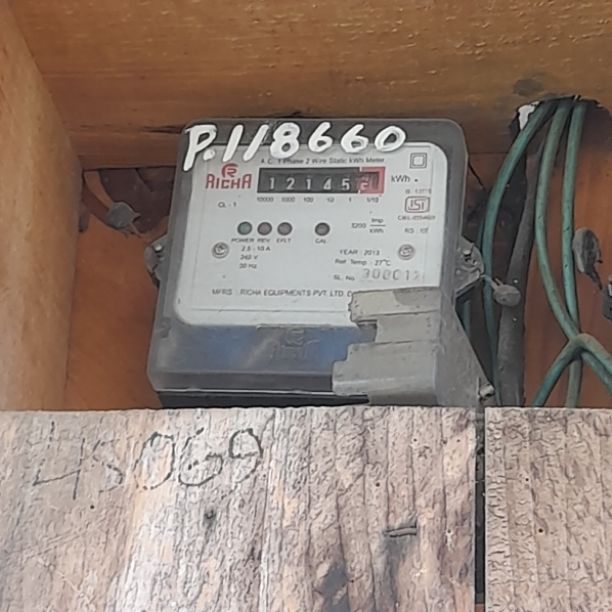 P.118660
A.C. 1 Phase 2 Wire Static kWh Meter
RICHA
1 2 1 4 5 kWh
10000 1000 100 10 1 1/10
CL - 1
ISI
3200 Imp/kWh
POWER REV. E/FLT CAL
2.5 - 10 A
240 V
50 Hz
YEARS : 2013
Ref. Temp. : 27°C
SL. No.
MFRS : RICHA EQUIPMENTS PVT. LTD.
45069